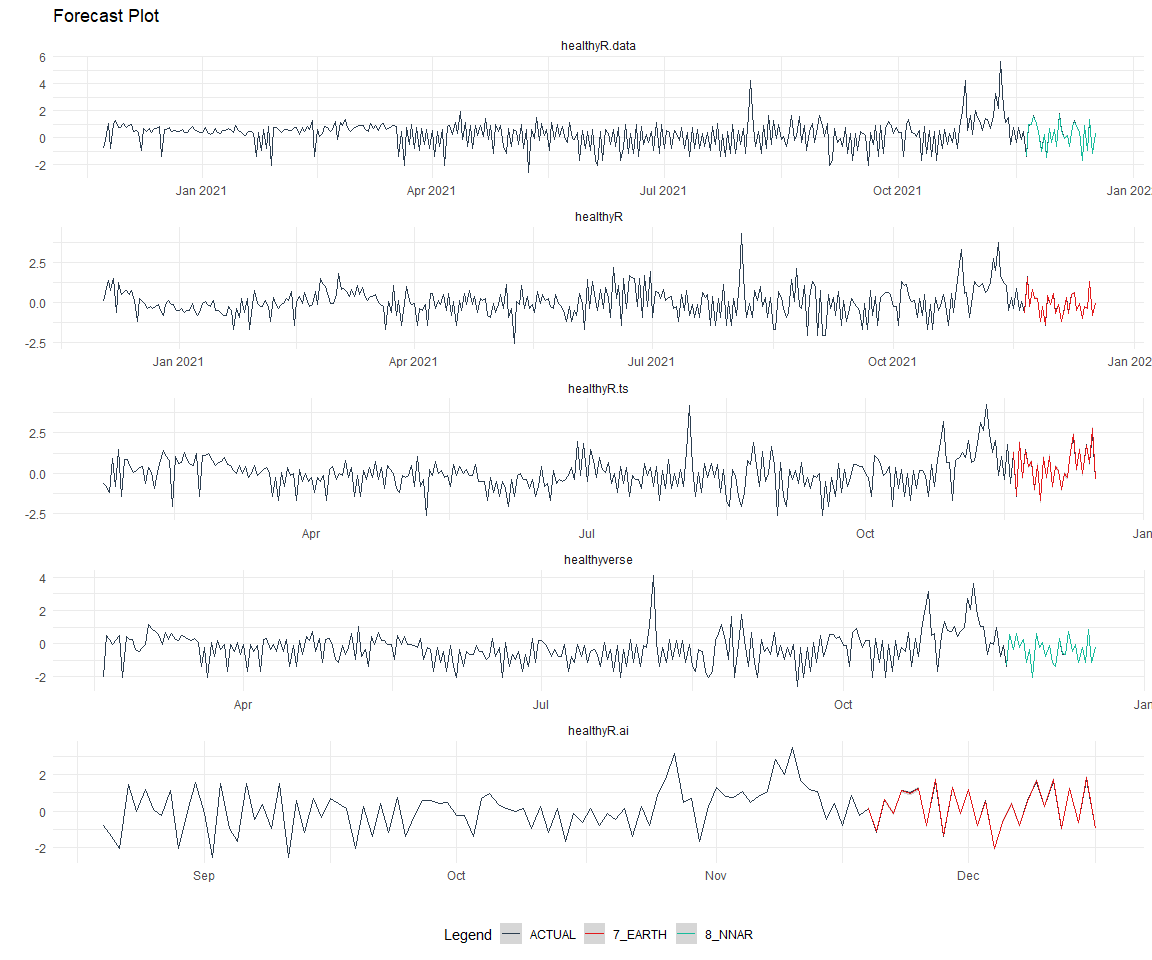 Forecast Plot
healthyR.data
6
4
2
0
-2
Jan 2021 Apr 2021 Jul 2021 Oct 2021 Jan 202
healthyR
2.5
0.0
-2.5
Jan 2021 Apr 2021 Jul 2021 Oct 2021 Jan 202
healthyR.ts
2.5
0.0
-2.5
Apr Jul Oct Jan
healthyverse
4
2
0
-2
Apr Jul Oct Jan
healthyR.ai
2
0
-2
Sep Oct Nov Dec
Legend ACTUAL 7_EARTH 8_NNAR